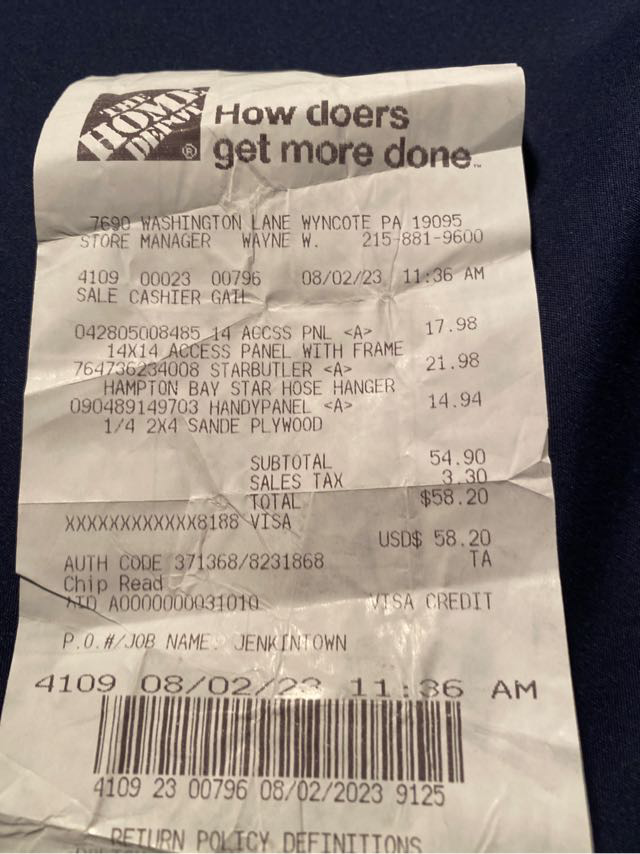 THE
HOME
DEPOT
®
How doers
get more done™
7690 WASHINGTON LANE WYNCOTE PA 19095
STORE MANAGER WAYNE W. 215-881-9600
4109 00023 00796 08/02/23 11:36 AM
SALE CASHIER GAIL
042805008485 14 ACCSS PNL <A> 17.98
14X14 ACCESS PANEL WITH FRAME
764736234008 STARBUTLER <A> 21.98
HAMPTON BAY STAR HOSE HANGER
090489149703 HANDYPANEL <A> 14.94
1/4 2X4 SANDE PLYWOOD
SUBTOTAL 54.90
SALES TAX 3.30
TOTAL $58.20
XXXXXXXXXXXX8188 VISA
USD$ 58.20
AUTH CODE 371368/8231868 TA
Chip Read
AID A0000000031010 VISA CREDIT
P.O.#/JOB NAME: JENKINTOWN
4109 08/02/23 11:36 AM
4109 23 00796 08/02/2023 9125
RETURN POLICY DEFINITIONS